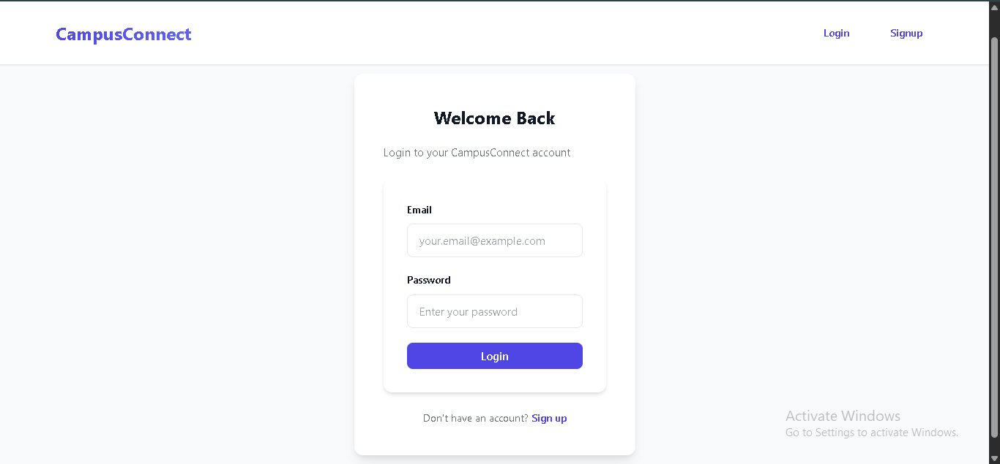 CampusConnect
Login
Signup
Welcome Back
Login to your CampusConnect account
Email
your.email@example.com
Password
Enter your password
Login
Don't have an account? Sign up
Activate Windows
Go to Settings to activate Windows.